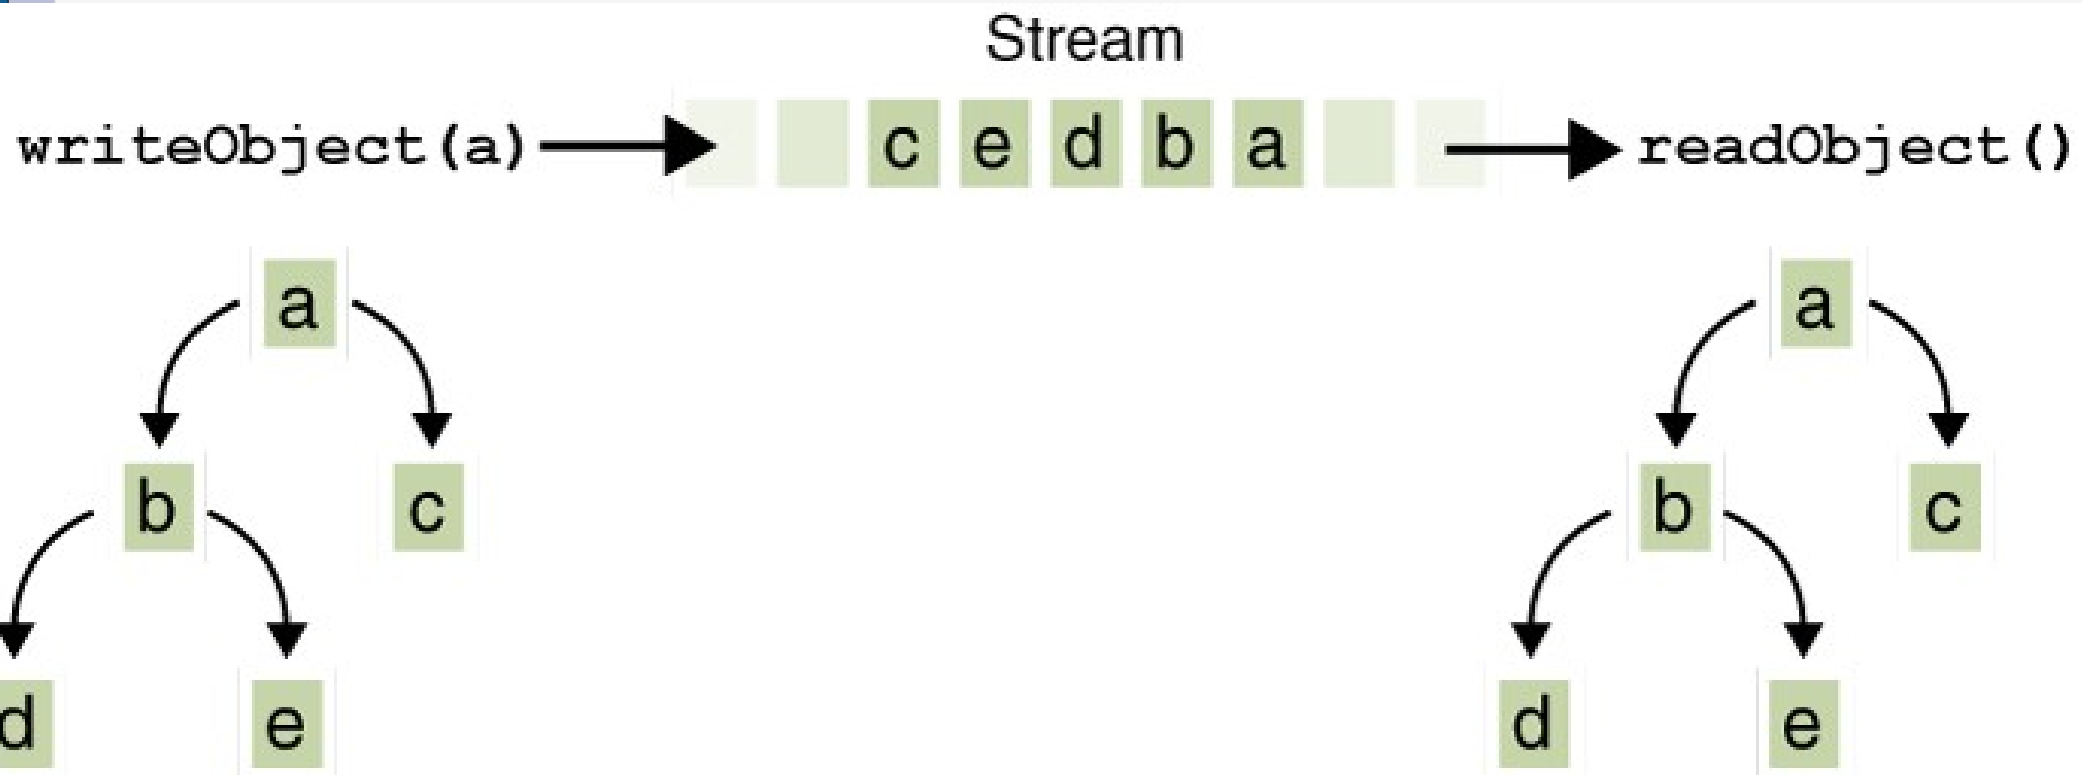 Stream
writeObject(a) c e d b a readObject()
a a
b c b c
d e d e